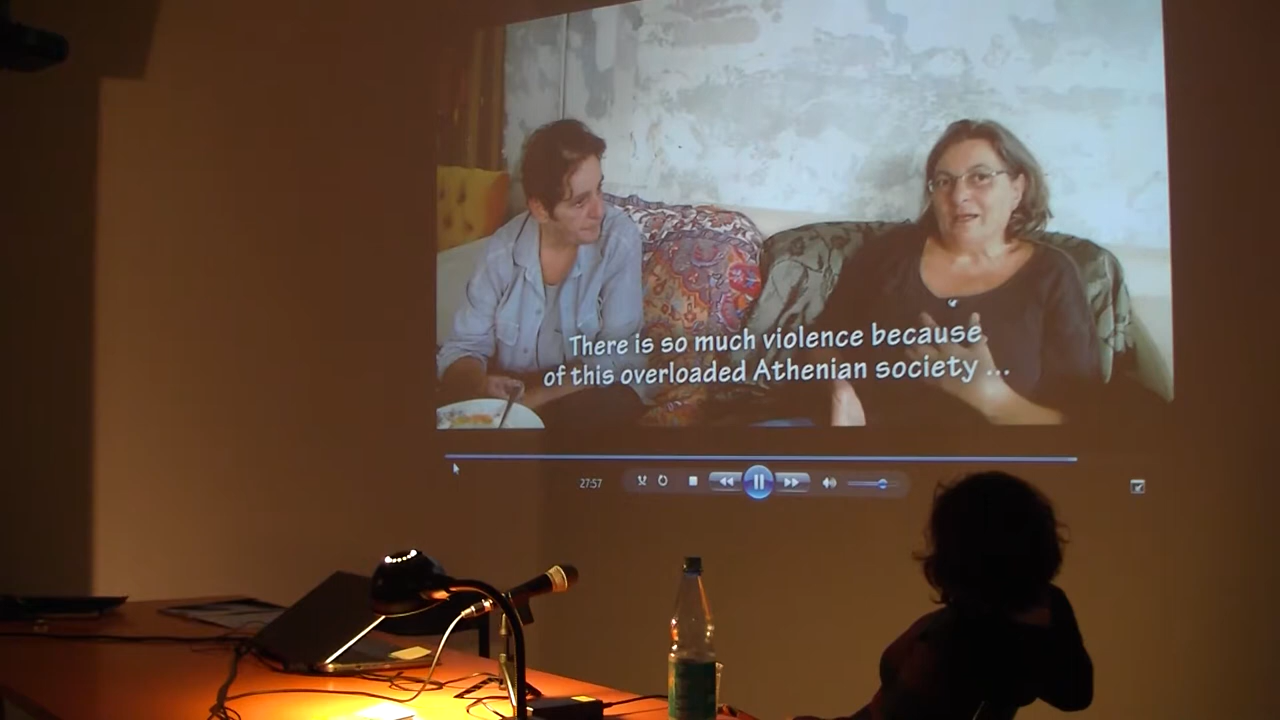 There is so much violence because
of this overloaded Athenian society ...
27:57